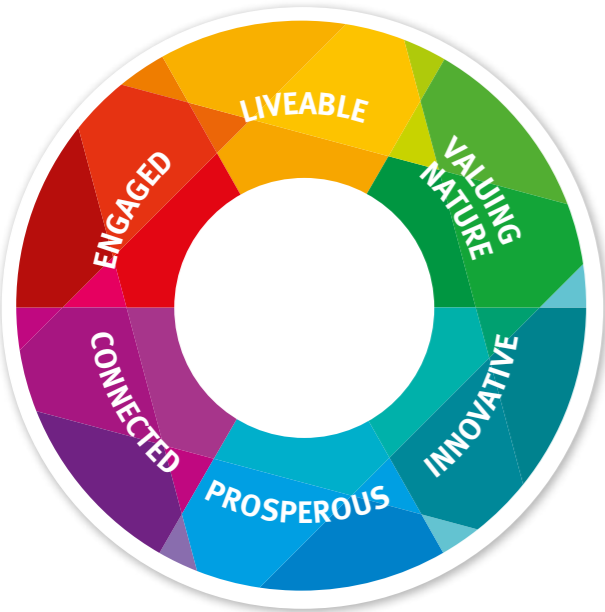 LIVEABLE
VALUING
NATURE
INNOVATIVE
PROSPEROUS
CONNECTED
ENGAGED